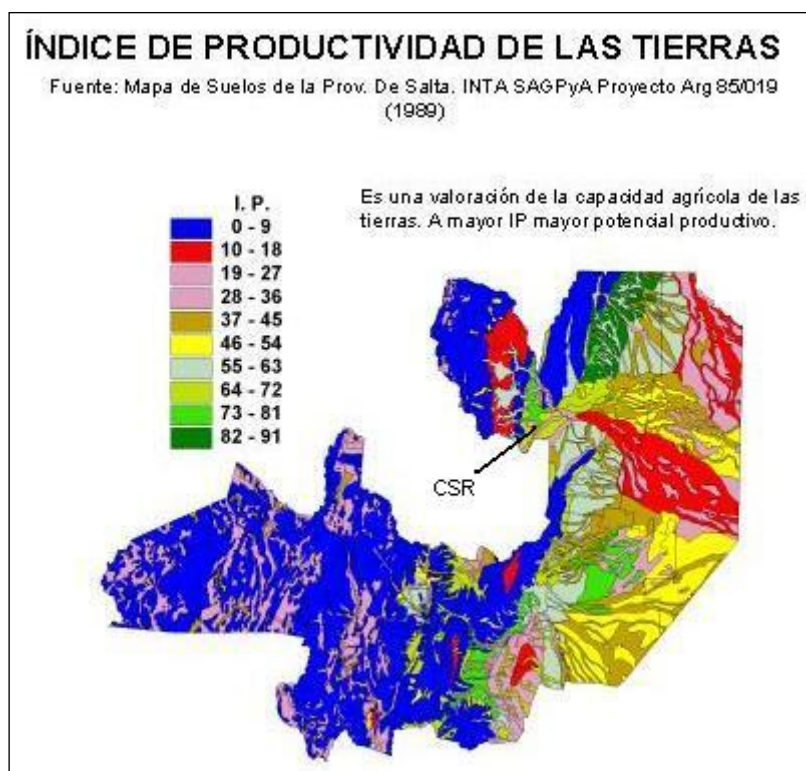 ÍNDICE DE PRODUCTIVIDAD DE LAS TIERRAS
Fuente: Mapa de Suelos de la Prov. De Salta. INTA SAGPyA Proyecto Arg 85/019
(1989)
Es una valoración de la capacidad agrícola de las
tierras. A mayor IP mayor potencial productivo.
I. P.
0 - 9
10 - 18
19 - 27
28 - 36
37 - 45
46 - 54
55 - 63
64 - 72
73 - 81
82 - 91
CSR